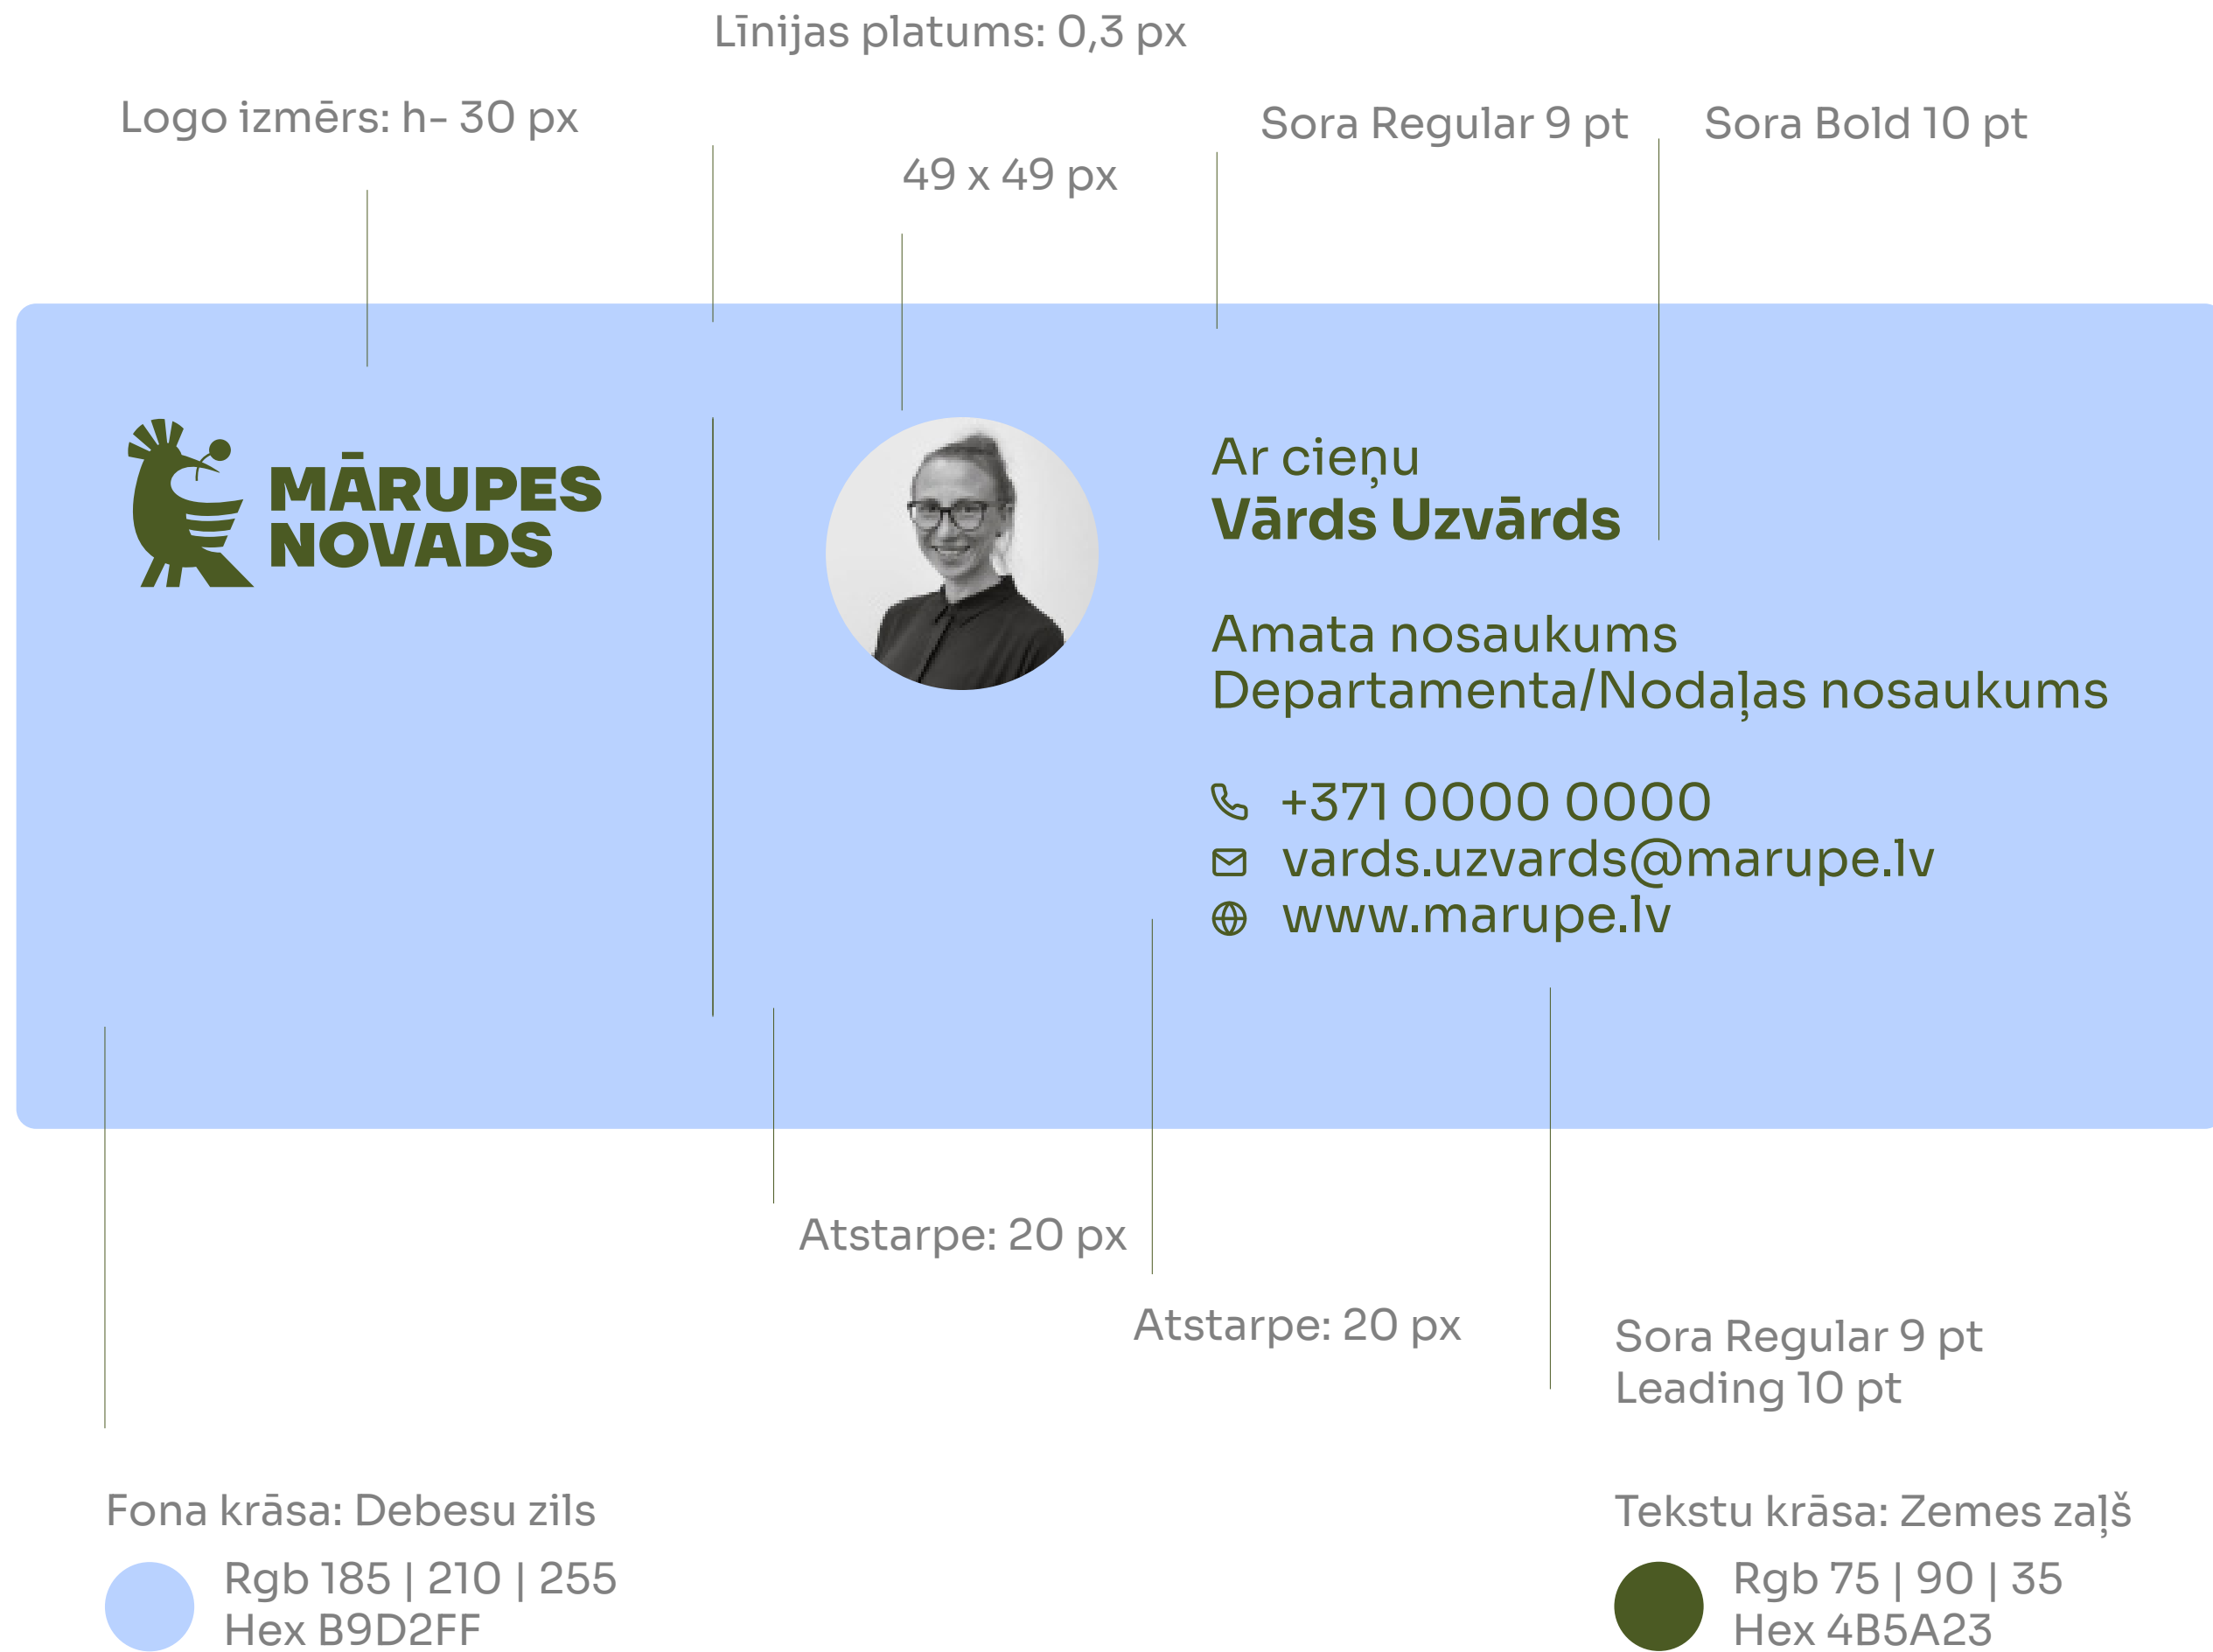 Līnijas platums: 0,3 px
Logo izmērs: h- 30 px
Sora Regular 9 pt
Sora Bold 10 pt
49 x 49 px
MĀRUPES
NOVADS
Ar cieņu
Vārds Uzvārds
Amata nosaukums
Departamenta/Nodaļas nosaukums
+371 0000 0000
vards.uzvards@marupe.lv
www.marupe.lv
Atstarpe: 20 px
Atstarpe: 20 px
Sora Regular 9 pt
Leading 10 pt
Fona krāsa: Debesu zils
Rgb 185 | 210 | 255
Hex B9D2FF
Tekstu krāsa: Zemes zaļš
Rgb 75 | 90 | 35
Hex 4B5A23